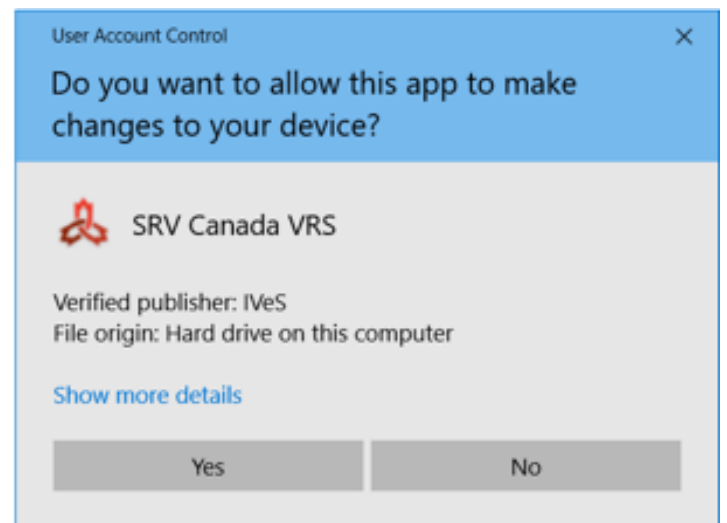 User Account Control
Do you want to allow this app to make
changes to your device?
SRV Canada VRS
Verified publisher: IVeS
File origin: Hard drive on this computer
Show more details
Yes
No